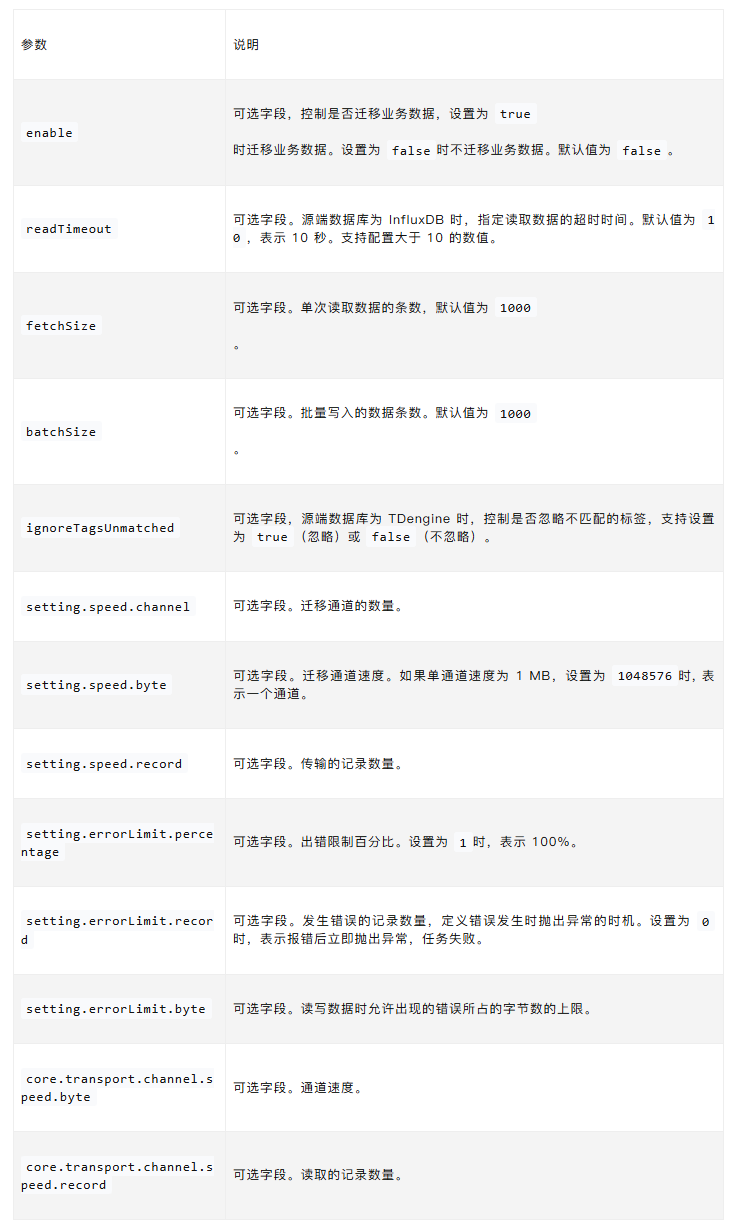 参数 说明
enable
可选字段，控制是否迁移业务数据，设置为 true
时迁移业务数据。设置为 false 时不迁移业务数据。默认值为 false 。
readTimeout
可选字段。源端数据库为 InfluxDB 时，指定读取数据的超时时间。默认值为 1
0 ，表示 10 秒。支持配置大于 10 的数值。
fetchSize
可选字段。单次读取数据的条数，默认值为 1000
。
batchSize
可选字段。批量写入的数据条数。默认值为 1000
。
ignoreTagsUnmatched
可选字段，源端数据库为 TDengine 时，控制是否忽略不匹配的标签，支持设置
为 true （忽略）或 false （不忽略）。
setting.speed.channel
可选字段。迁移通道的数量。
setting.speed.byte
可选字段。迁移通道速度。如果单通道速度为 1 MB，设置为 1048576 时，表
示一个通道。
setting.speed.record
可选字段。传输的记录数量。
setting.errorLimit.perce
ntage
可选字段。出错限制百分比。设置为 1 时，表示 100%。
setting.errorLimit.recor
d
可选字段。发生错误的记录数量，定义错误发生时抛出异常的时机。设置为 0
时，表示报错后立即抛出异常，任务失败。
setting.errorLimit.byte
可选字段。读写数据时允许出现的错误所占的字节数的上限。
core.transport.channel.s
peed.byte
可选字段。通道速度。
core.transport.channel.s
peed.record
可选字段。读取的记录数量。